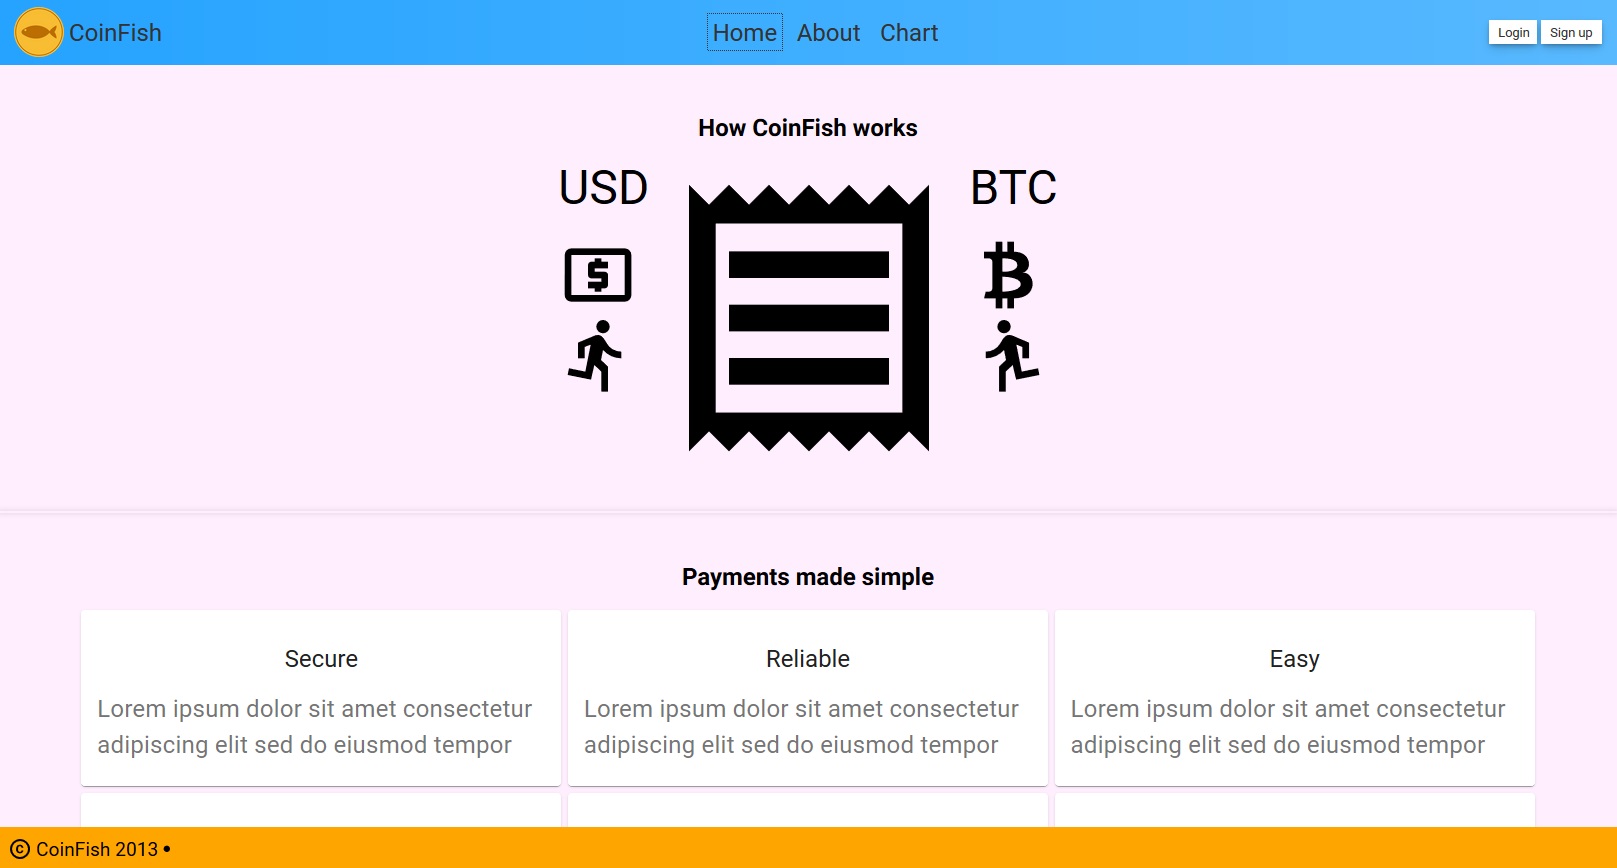 CoinFish
Home About Chart
Login Sign up
How CoinFish works
USD
BTC
Payments made simple
Secure
Lorem ipsum dolor sit amet consectetur
adipiscing elit sed do eiusmod tempor
Reliable
Lorem ipsum dolor sit amet consectetur
adipiscing elit sed do eiusmod tempor
Easy
Lorem ipsum dolor sit amet consectetur
adipiscing elit sed do eiusmod tempor
© CoinFish 2013 •